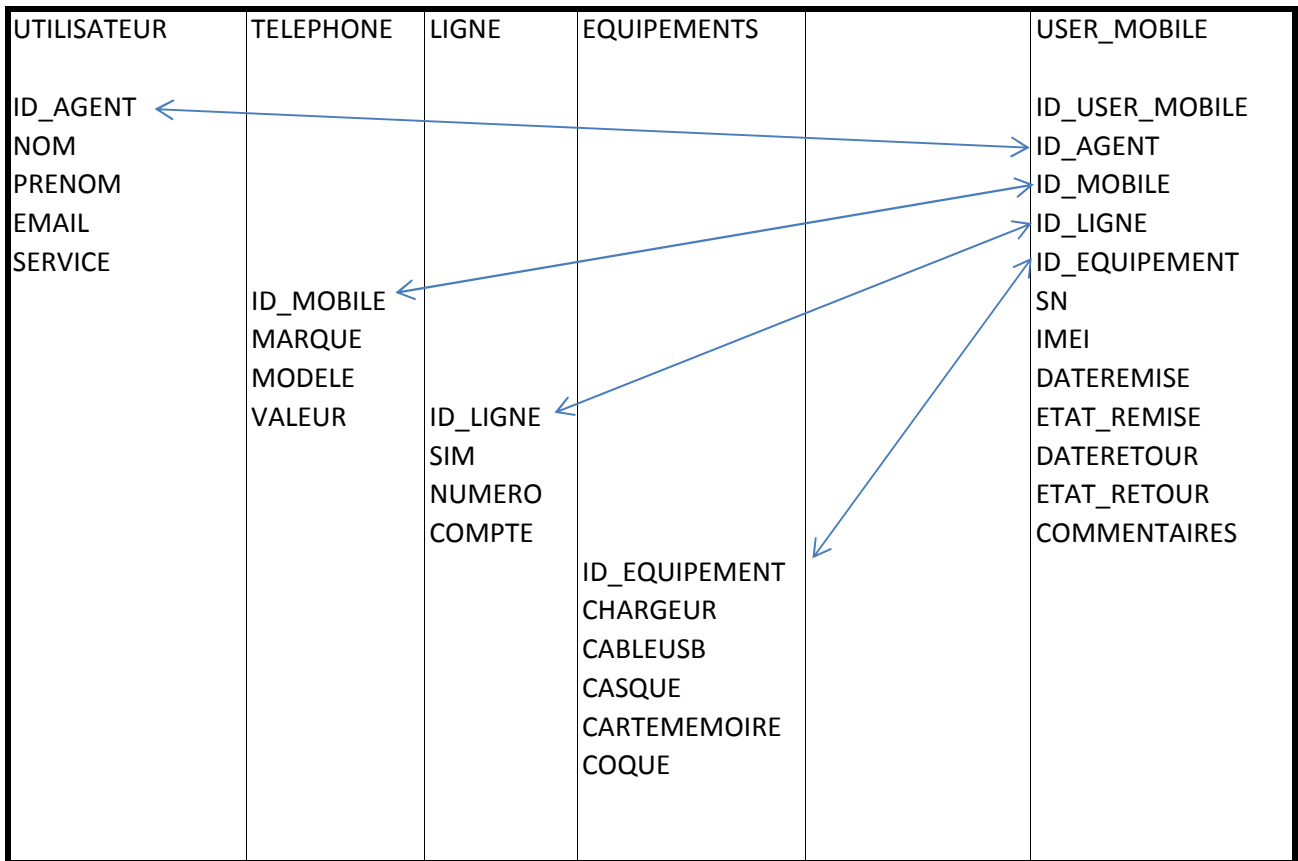 UTILISATEUR TELEPHONE LIGNE EQUIPEMENTS USER_MOBILE
ID_AGENT ID_USER_MOBILE
NOM ID_AGENT
PRENOM ID_MOBILE
EMAIL ID_LIGNE
SERVICE ID_EQUIPEMENT
ID_MOBILE SN
MARQUE IMEI
MODELE DATEREMISE
VALEUR ID_LIGNE ETAT_REMISE
SIM DATERETOUR
NUMERO ETAT_RETOUR
COMPTE COMMENTAIRES
ID_EQUIPEMENT
CHARGEUR
CABLEUSB
CASQUE
CARTEMEMOIRE
COQUE